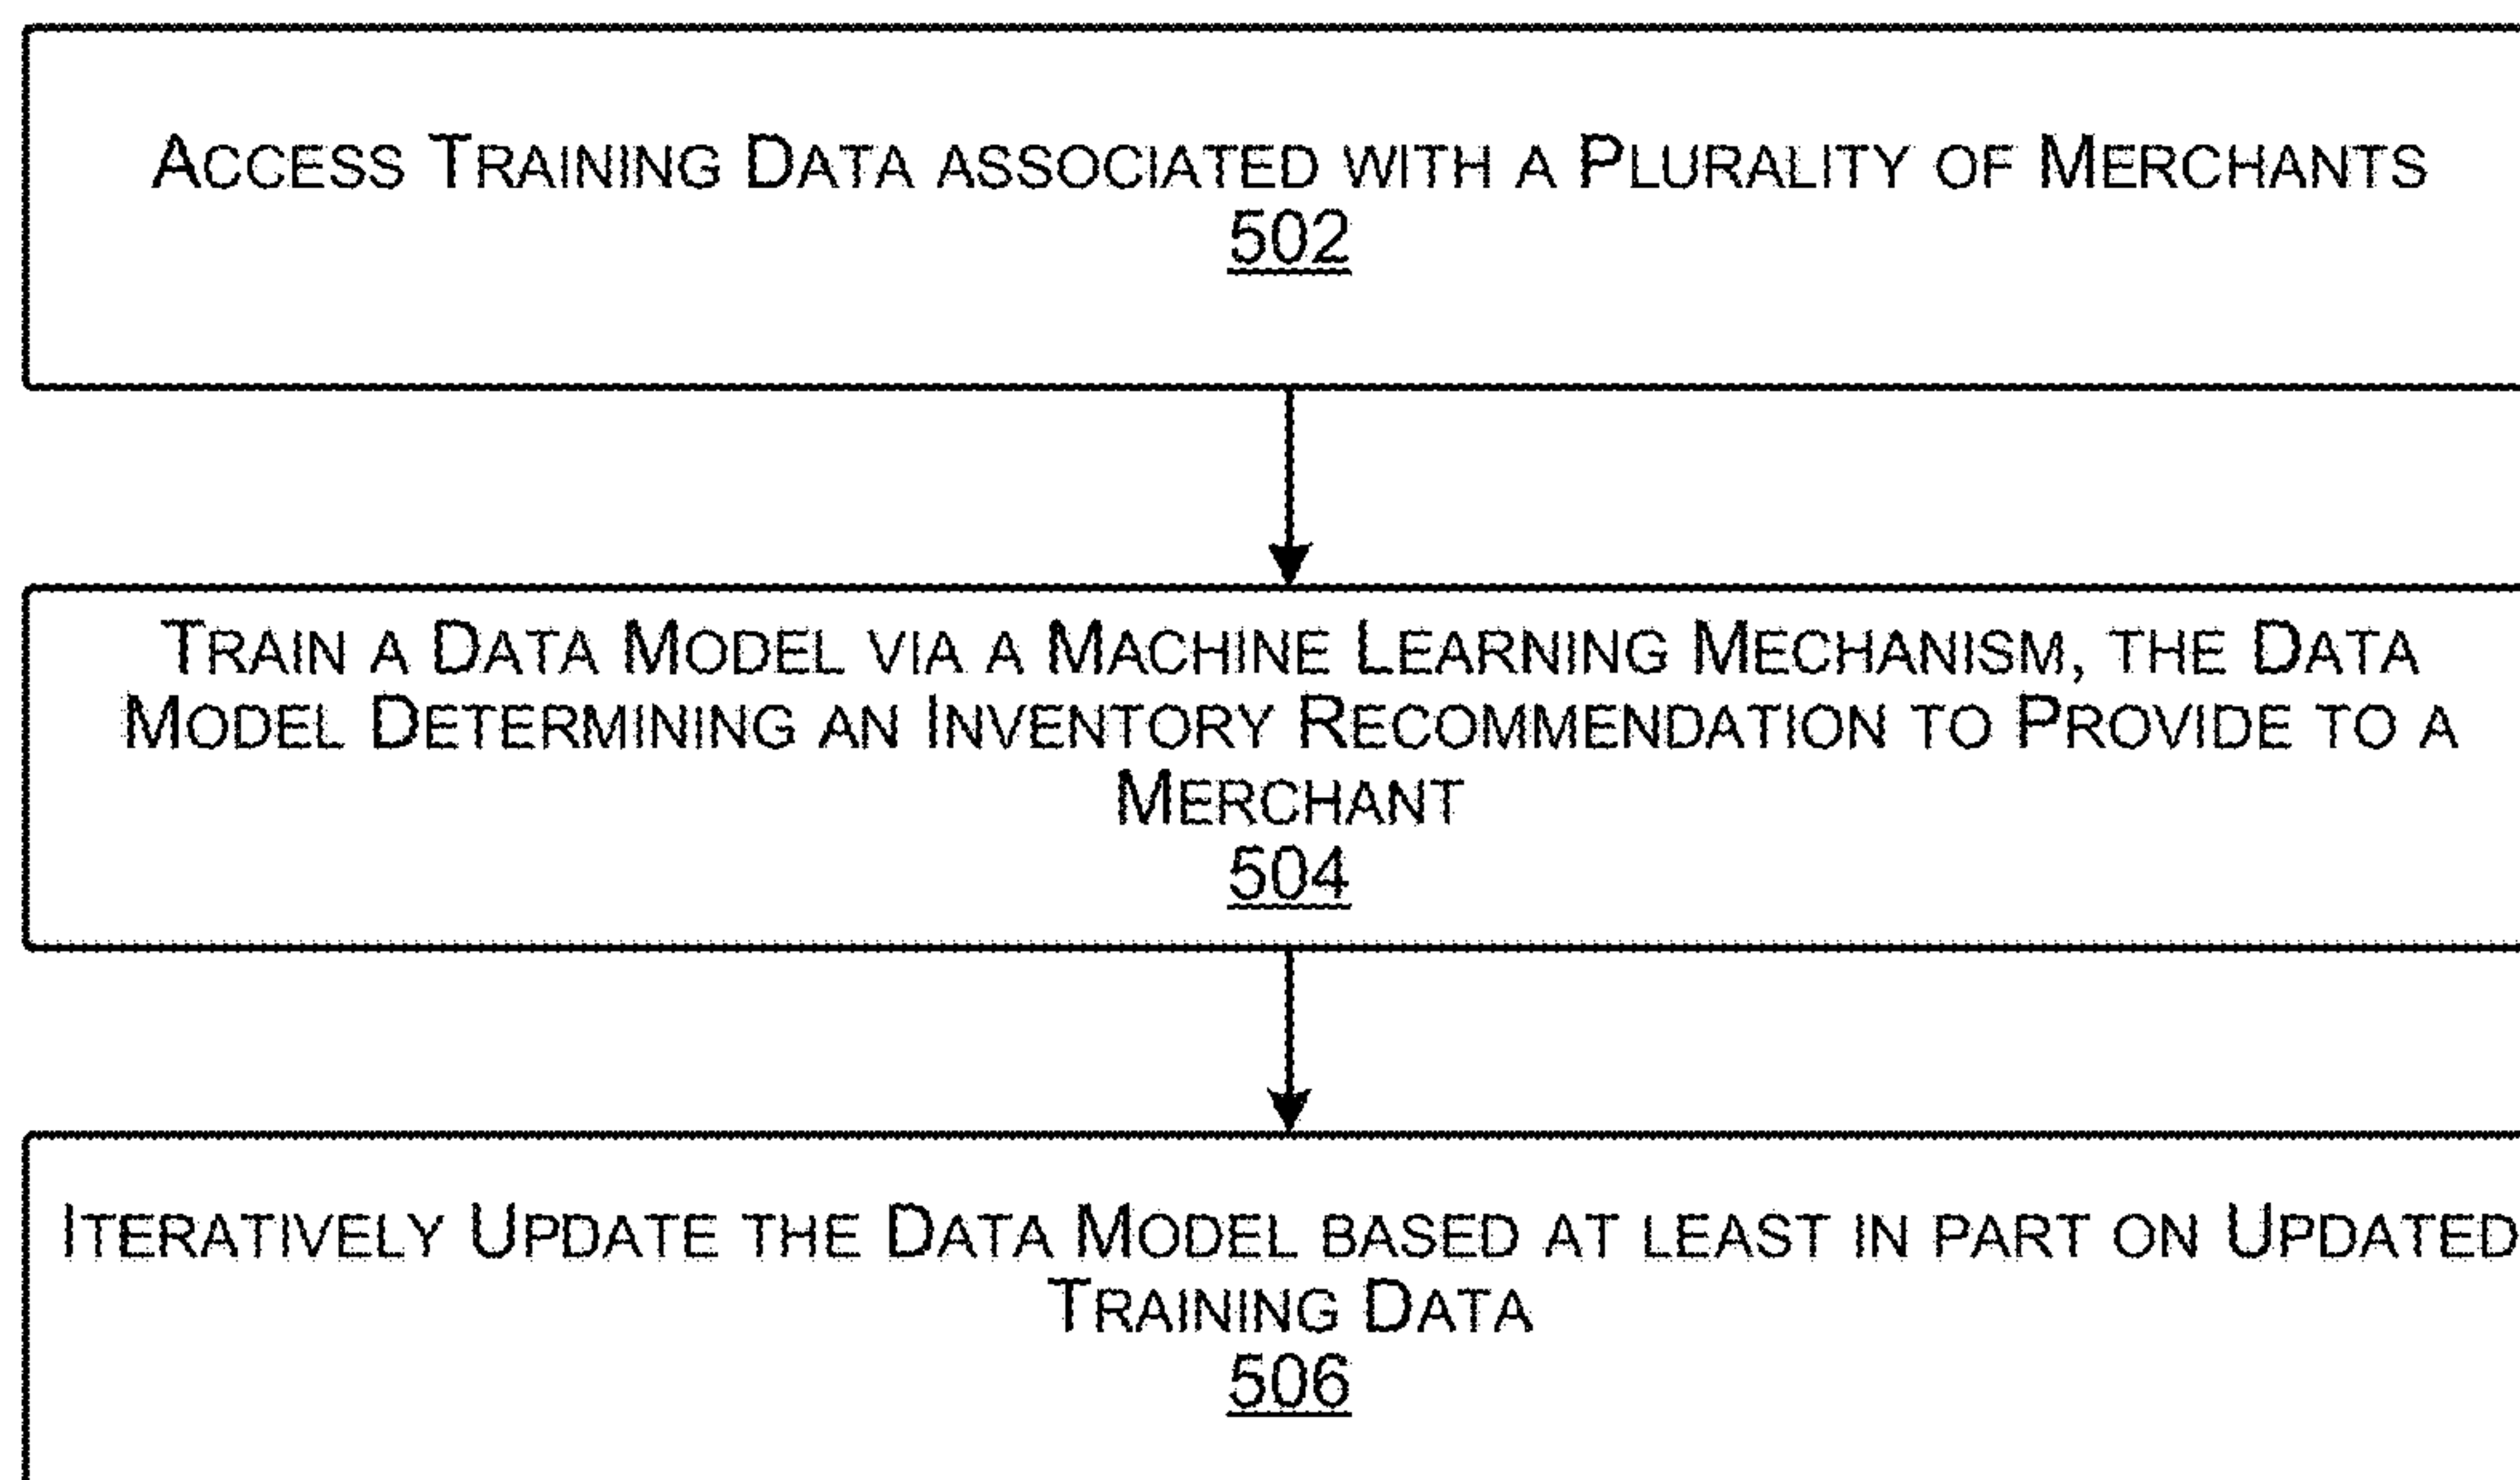 ACCESS TRAINING DATA ASSOCIATED WITH A PLURALITY OF MERCHANTS
502
TRAIN A DATA MODEL VIA A MACHINE LEARNING MECHANISM, THE DATA
MODEL DETERMINING AN INVENTORY RECOMMENDATION TO PROVIDE TO A
MERCHANT
504
ITERATIVELY UPDATE THE DATA MODEL BASED AT LEAST IN PART ON UPDATED
TRAINING DATA
506